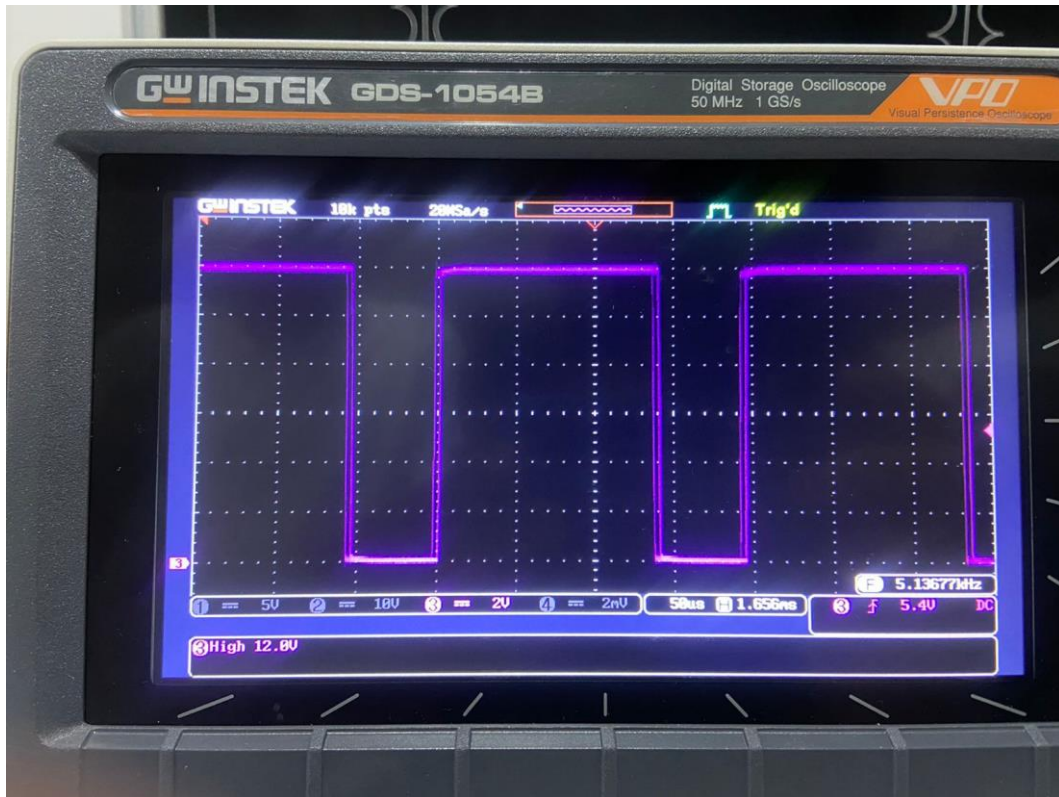 GW INSTEK GDS-1054B
Digital Storage Oscilloscope
50 MHz 1 GS/s
VPO
Visual Persistence Oscilloscope
GW INSTEK 10k pts 20MSa/s Trig'd
3
F 5.13677kHz
1 5V 2 10V 3 2V 4 2mV 50us H 1.656ms 3 5.4V DC
3 High 12.0V